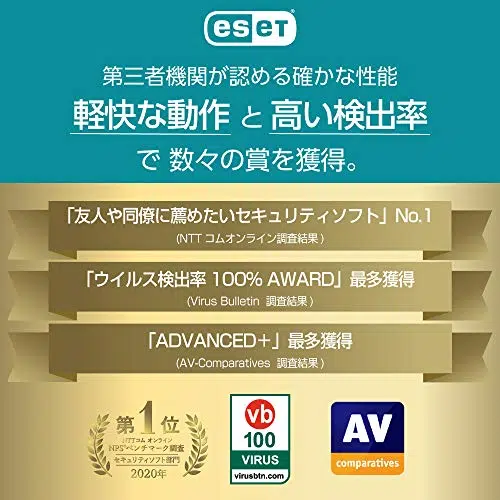 eset
第三者機関が認める確かな性能
軽快な動作 と 高い検出率
で 数々の賞を獲得。
「友人や同僚に薦めたいセキュリティソフト」No.1
(NTT コムオンライン調査結果)
「ウイルス検出率 100% AWARD」最多獲得
(Virus Bulletin 調査結果)
「ADVANCED+」最多獲得
(AV-Comparatives 調査結果)
第1位
NTTコム オンライン
NPS®ベンチマーク調査
セキュリティソフト部門
2020年
vb
100
VIRUS
virusbtn.com
AV
comparatives